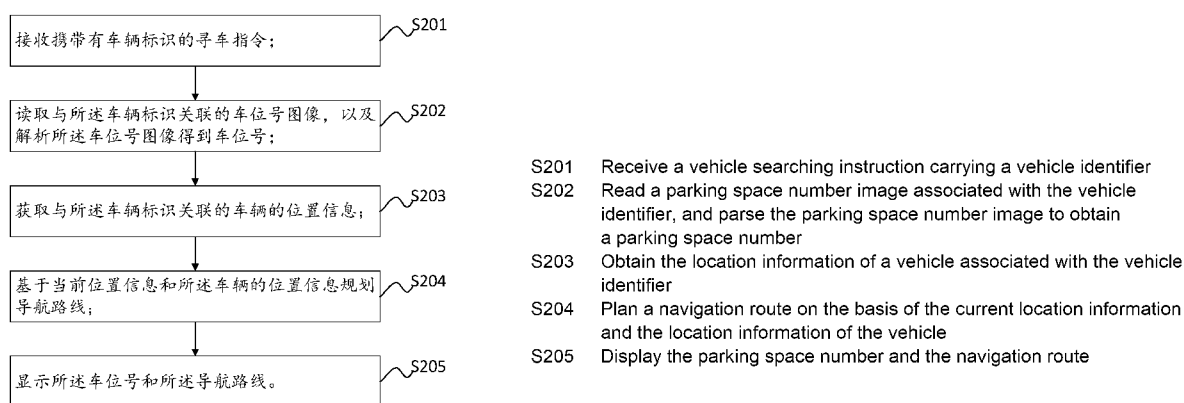 接收携带有车辆标识的寻车指令；
S201
读取与所述车辆标识关联的车位号图像，以及
解析所述车位号图像得到车位号；
S202
获取与所述车辆标识关联的车辆的位置信息；
S203
基于当前位置信息和所述车辆的位置信息规划
导航路线；
S204
显示所述车位号和所述导航路线。
S205
S201 Receive a vehicle searching instruction carrying a vehicle identifier
S202 Read a parking space number image associated with the vehicle
identifier, and parse the parking space number image to obtain
a parking space number
S203 Obtain the location information of a vehicle associated with the vehicle
identifier
S204 Plan a navigation route on the basis of the current location information
and the location information of the vehicle
S205 Display the parking space number and the navigation route